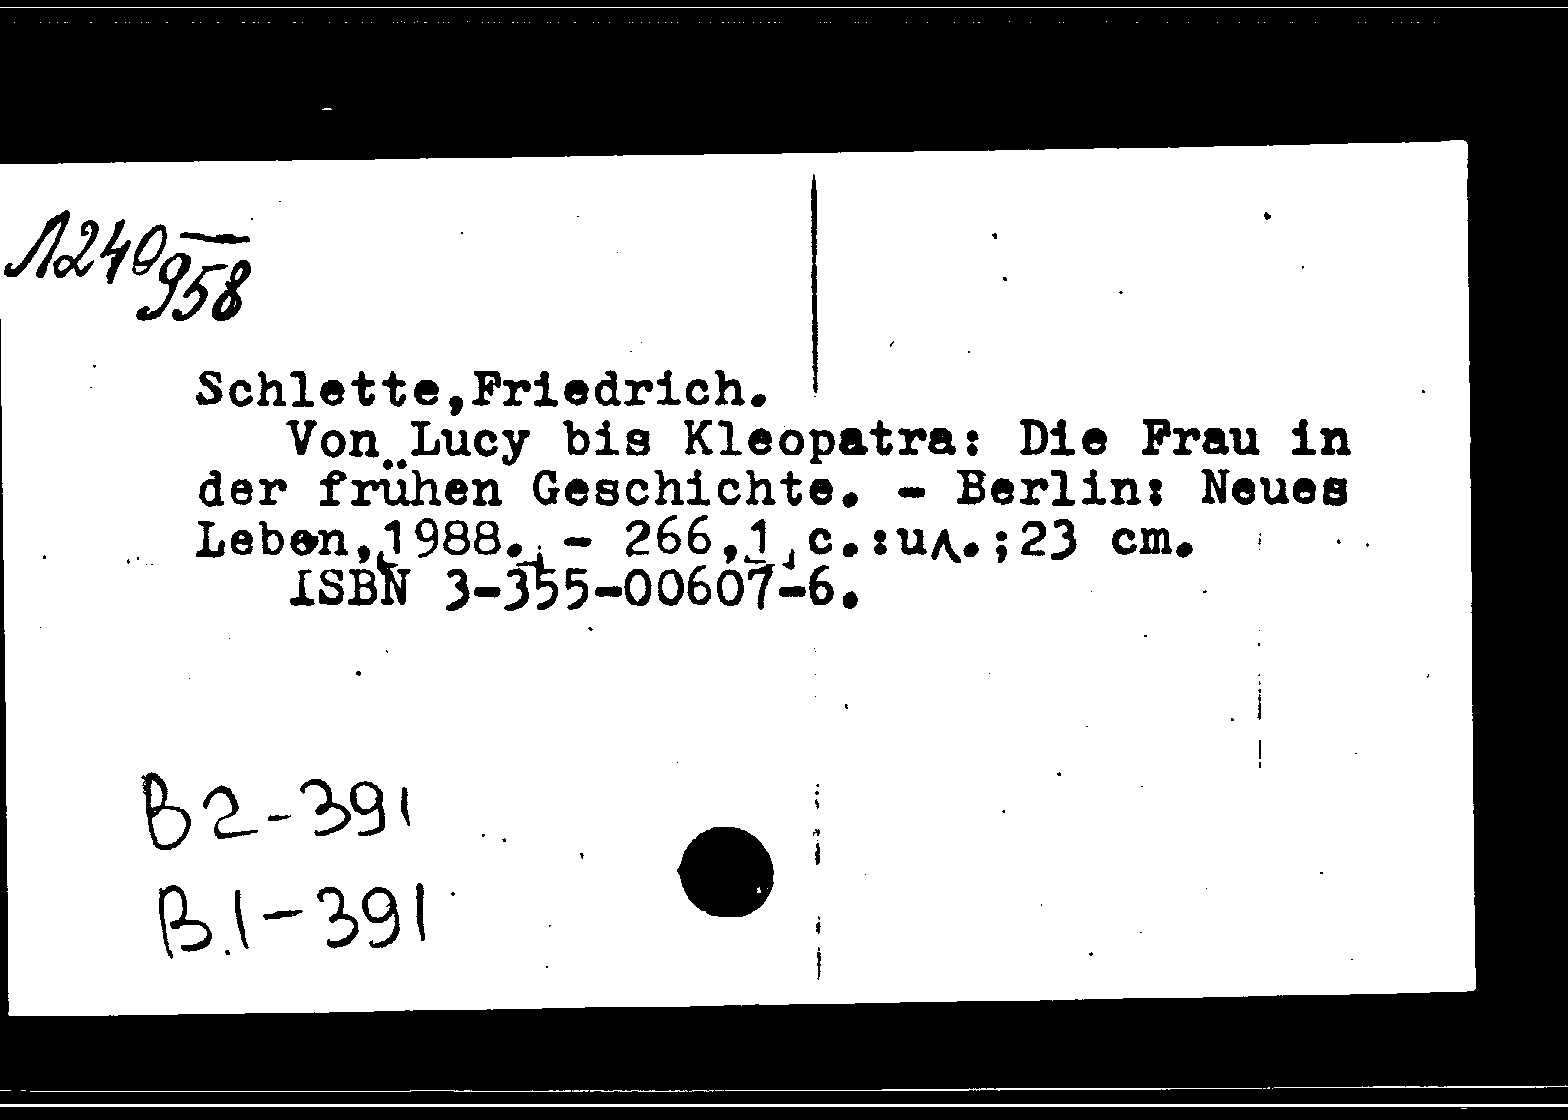 Л240
958
Schlette,Friedrich.
Von Lucy bis Kleopatra: Die Frau in
der frühen Geschichte. - Berlin: Neues
Leben, 1988. - 266,1 c.:ил.;23 cm.
ISBN 3-355-00607-6.
B2-391
B.1-391